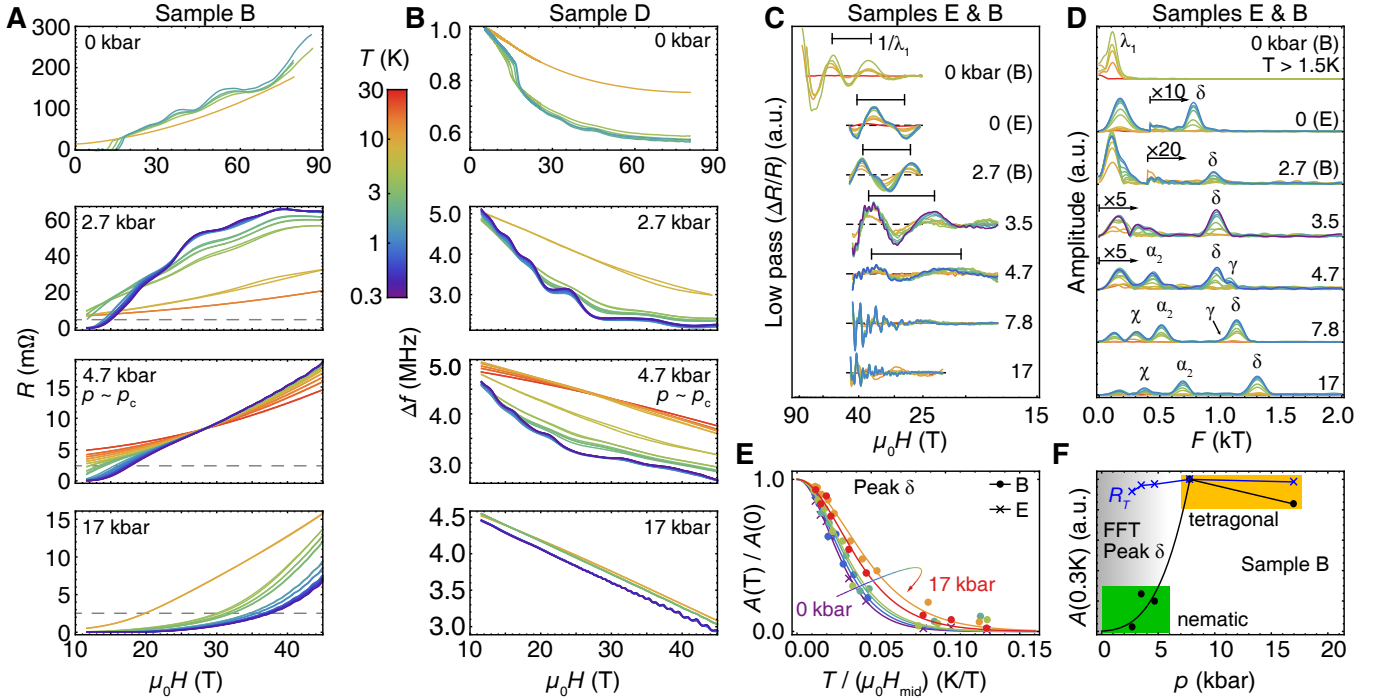 A
Sample B
0 kbar
300
200
100
0
0
30
60
90
2.7 kbar
60
40
20
0
4.7 kbar
p ~ pc
15
10
5
0
17 kbar
15
10
5
0
10
20
30
40
R (mΩ)
μ0H (T)
T (K)
30
10
3
1
0.3
B
Sample D
0 kbar
1.0
0.8
0.6
0
30
60
90
2.7 kbar
5.0
4.0
3.0
4.7 kbar
p ~ pc
5.0
4.0
3.0
17 kbar
4.5
4.0
3.5
3.0
10
20
30
40
Δf (MHz)
μ0H (T)
C
Samples E & B
1/λ1
0 kbar (B)
0 (E)
2.7 (B)
3.5
4.7
7.8
17
90
40
25
15
Low pass (ΔR/R) (a.u.)
μ0H (T)
D
Samples E & B
λ1
0 kbar (B)
T > 1.5K
×10
δ
0 (E)
×20
δ
2.7 (B)
×5
δ
3.5
×5
α2
δ
γ
4.7
χ
α2
γ
δ
7.8
χ
α2
δ
17
0.0
0.5
1.0
1.5
2.0
Amplitude (a.u.)
F (kT)
E
1.0
0.0
Peak δ
B
E
17 kbar
0 kbar
0.00
0.05
0.10
0.15
A(T) / A(0)
T / (μ0Hmid) (K/T)
F
RT
FFT
Peak δ
tetragonal
Sample B
nematic
0
5
10
15
20
A(0.3K) (a.u.)
p (kbar)